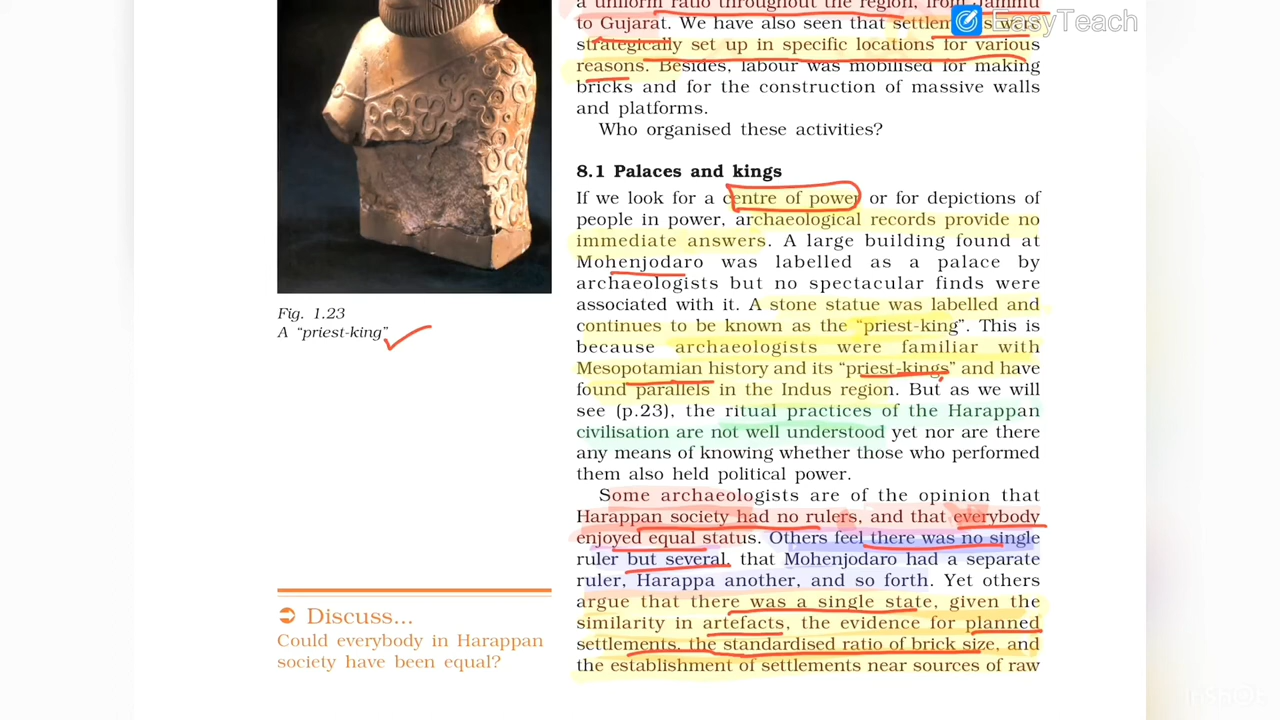 a uniform ratio throughout the region, from Jammu
to Gujarat. We have also seen that settlem s were
EasyTeach
strategically set up in specific locations for various
reasons. Besides, labour was mobilised for making
bricks and for the construction of massive walls
and platforms.
Who organised these activities?
8.1 Palaces and kings
If we look for a centre of power or for depictions of
people in power, archaeological records provide no
immediate answers. A large building found at
Mohenjodaro was labelled as a palace by
archaeologists but no spectacular finds were
associated with it. A stone statue was labelled and
continues to be known as the “priest-king”. This is
because archaeologists were familiar with
Mesopotamian history and its “priest-kings” and have
found parallels in the Indus region. But as we will
see (p.23), the ritual practices of the Harappan
civilisation are not well understood yet nor are there
any means of knowing whether those who performed
them also held political power.
Some archaeologists are of the opinion that
Harappan society had no rulers, and that everybody
enjoyed equal status. Others feel there was no single
ruler but several, that Mohenjodaro had a separate
ruler, Harappa another, and so forth. Yet others
argue that there was a single state, given the
similarity in artefacts, the evidence for planned
settlements, the standardised ratio of brick size, and
the establishment of settlements near sources of raw
Fig. 1.23
A “priest-king”
Discuss...
Could everybody in Harappan
society have been equal?